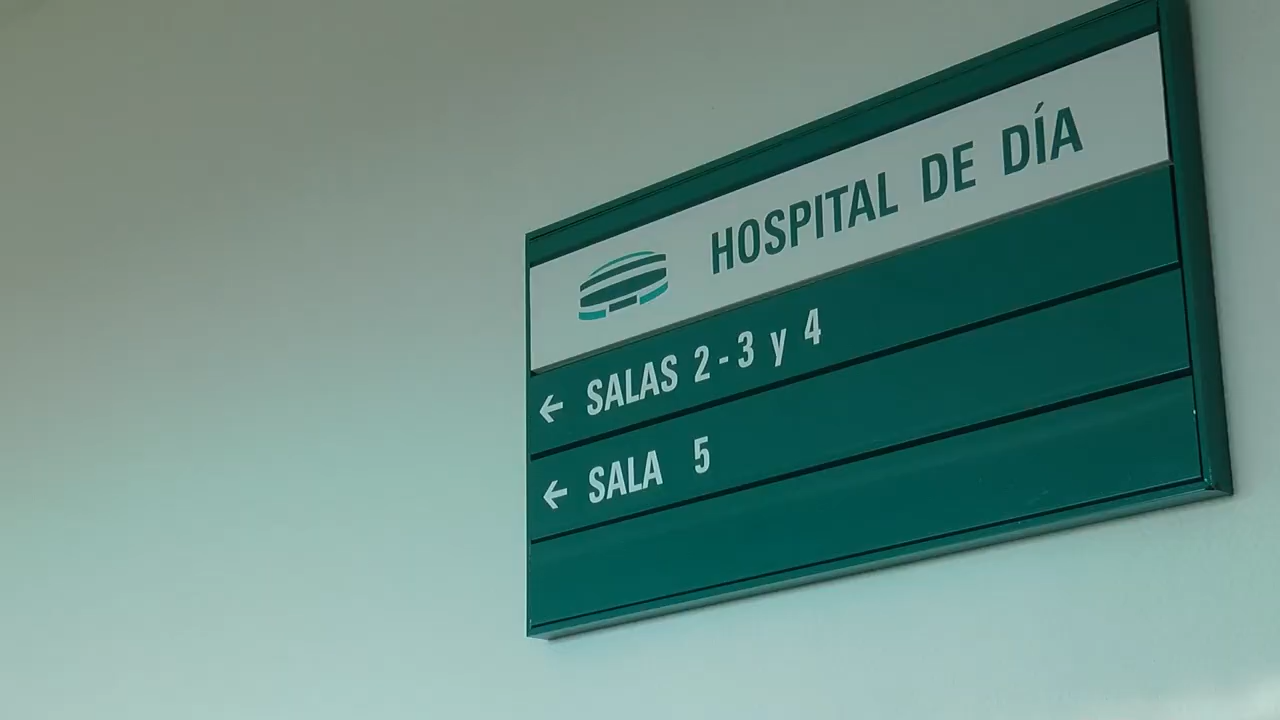 HOSPITAL DE DÍA
← SALAS 2-3 y 4
← SALA 5